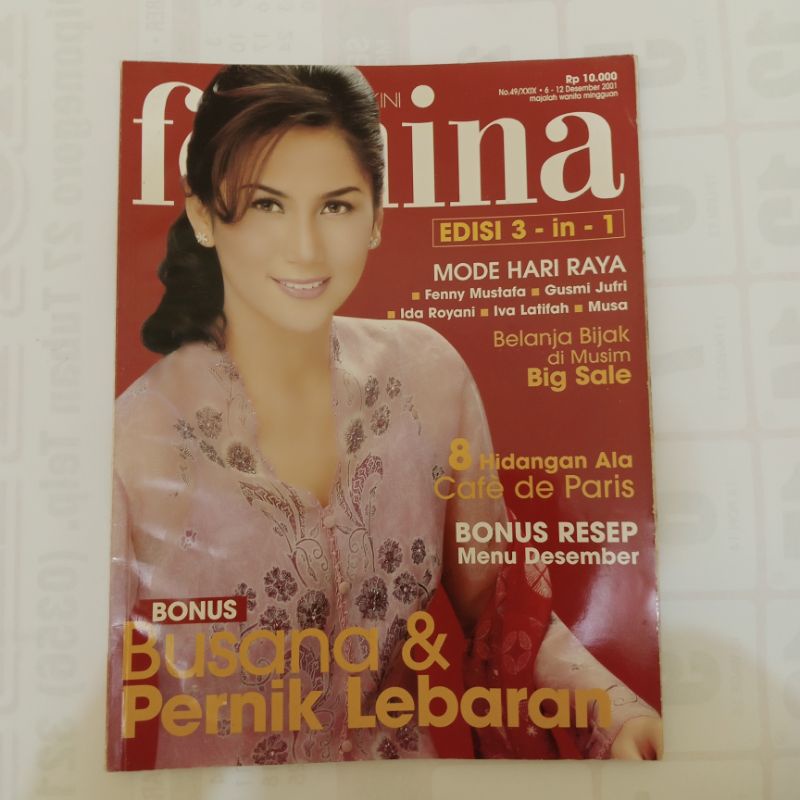 Rp 10.000
No.49/XXIX • 6 - 12 Desember 2001
majalah wanita mingguan
KINI
femina
EDISI 3 - in - 1
MODE HARI RAYA
Fenny Mustafa Gusmi Jufri
Ida Royani Iva Latifah Musa
Belanja Bijak
di Musim
Big Sale
8 Hidangan Ala
Cafè de Paris
BONUS RESEP
Menu Desember
BONUS
Busana &
Pernik Lebaran